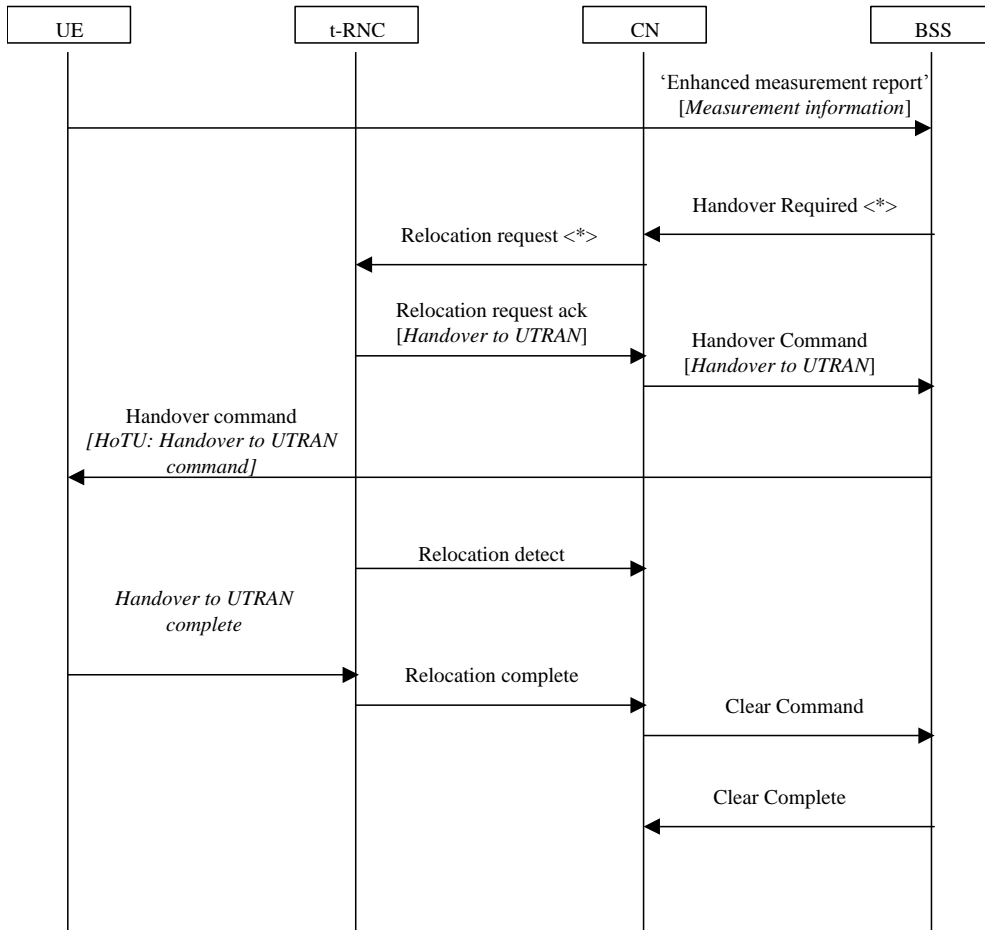 UE
t-RNC
CN
BSS
‘Enhanced measurement report’
[Measurement information]
Handover Required <*>
Relocation request <*>
Relocation request ack
[Handover to UTRAN]
Handover Command
[Handover to UTRAN]
Handover command
[HoTU: Handover to UTRAN
command]
Relocation detect
Handover to UTRAN
complete
Relocation complete
Clear Command
Clear Complete